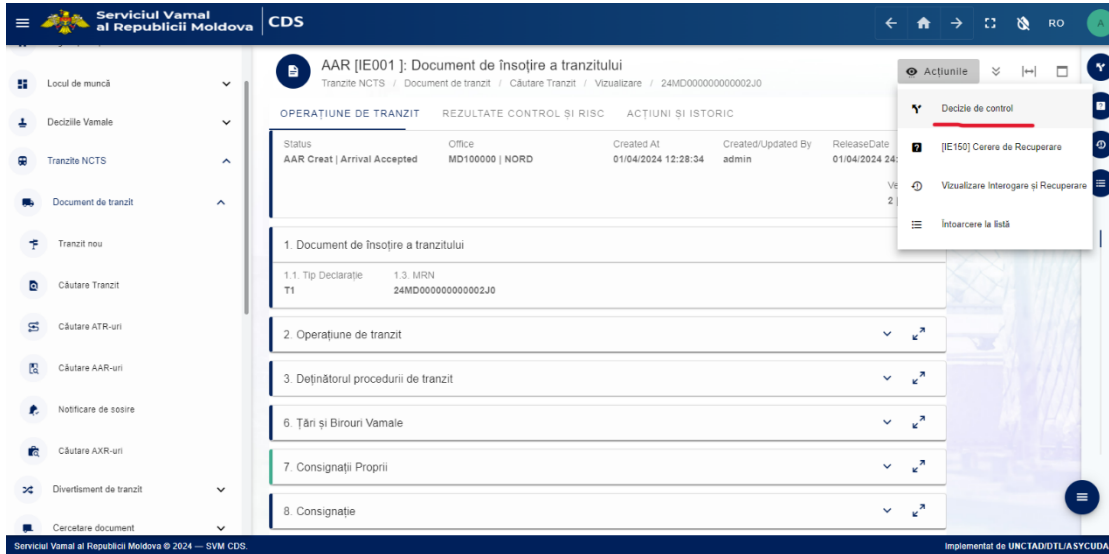 Serviciul Vamal
al Republicii Moldova
CDS
RO
A
Locul de muncă
Deciziile Vamale
Tranzite NCTS
Document de tranzit
Tranzit nou
Căutare Tranzit
Căutare ATR-uri
Căutare AAR-uri
Notificare de sosire
Căutare AXR-uri
Divertisment de tranzit
Cercetare document
AAR [IE001 ]: Document de însoțire a tranzitului
Tranzite NCTS / Document de tranzit / Căutare Tranzit / Vizualizare / 24MD000000000002J0
Acțiunile
Decizie de control
[IE150] Cerere de Recuperare
Vizualizare Interogare și Recuperare
Întoarcere la listă
OPERAȚIUNE DE TRANZIT REZULTATE CONTROL ȘI RISC ACȚIUNI ȘI ISTORIC
Status Office Created At Created/Updated By ReleaseDate
AAR Creat | Arrival Accepted MD100000 | NORD 01/04/2024 12:28:34 admin 01/04/2024 24:
Ve
2 |
1. Document de însoțire a tranzitului
1.1. Tip Declarație 1.3. MRN
T1 24MD000000000002J0
2. Operațiune de tranzit
3. Deținătorul procedurii de tranzit
6. Țări și Birouri Vamale
7. Consignații Proprii
8. Consignație
Serviciul Vamal al Republicii Moldova © 2024 — SVM CDS.
Implementat de UNCTAD/DTL/ASYCUDA